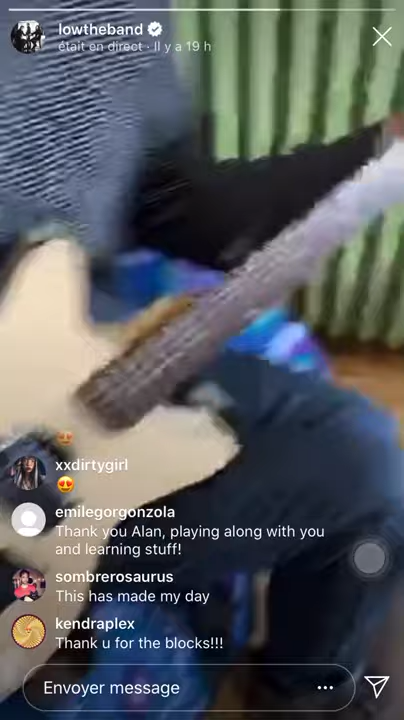 lowtheband
était en direct · Il y a 19 h
😍
xxdirtygirl
😍
emilegorgonzola
Thank you Alan, playing along with you
and learning stuff!
sombrerosaurus
This has made my day
kendraplex
Thank u for the blocks!!!
Envoyer message